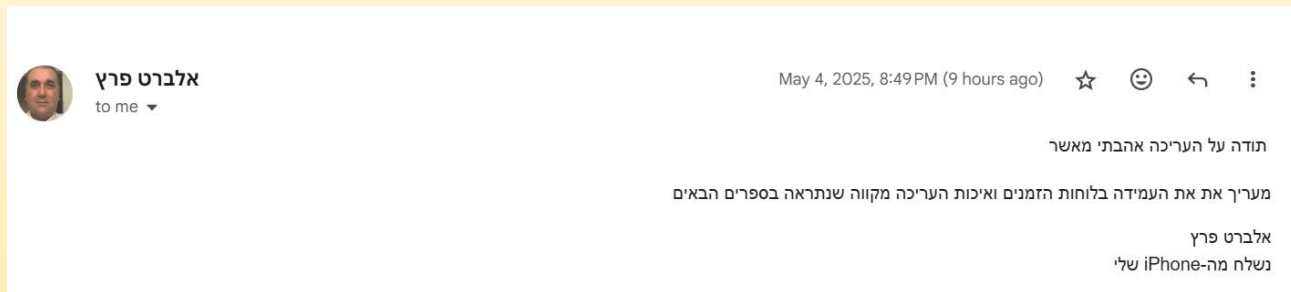 אלברט פרץ
May 4, 2025, 8:49 PM (9 hours ago)
to me
תודה על העריכה אהבתי מאשר
מעריך את את העמידה בלוחות הזמנים ואיכות העריכה מקווה שנתראה בספרים הבאים
אלברט פרץ
נשלח מה-iPhone שלי